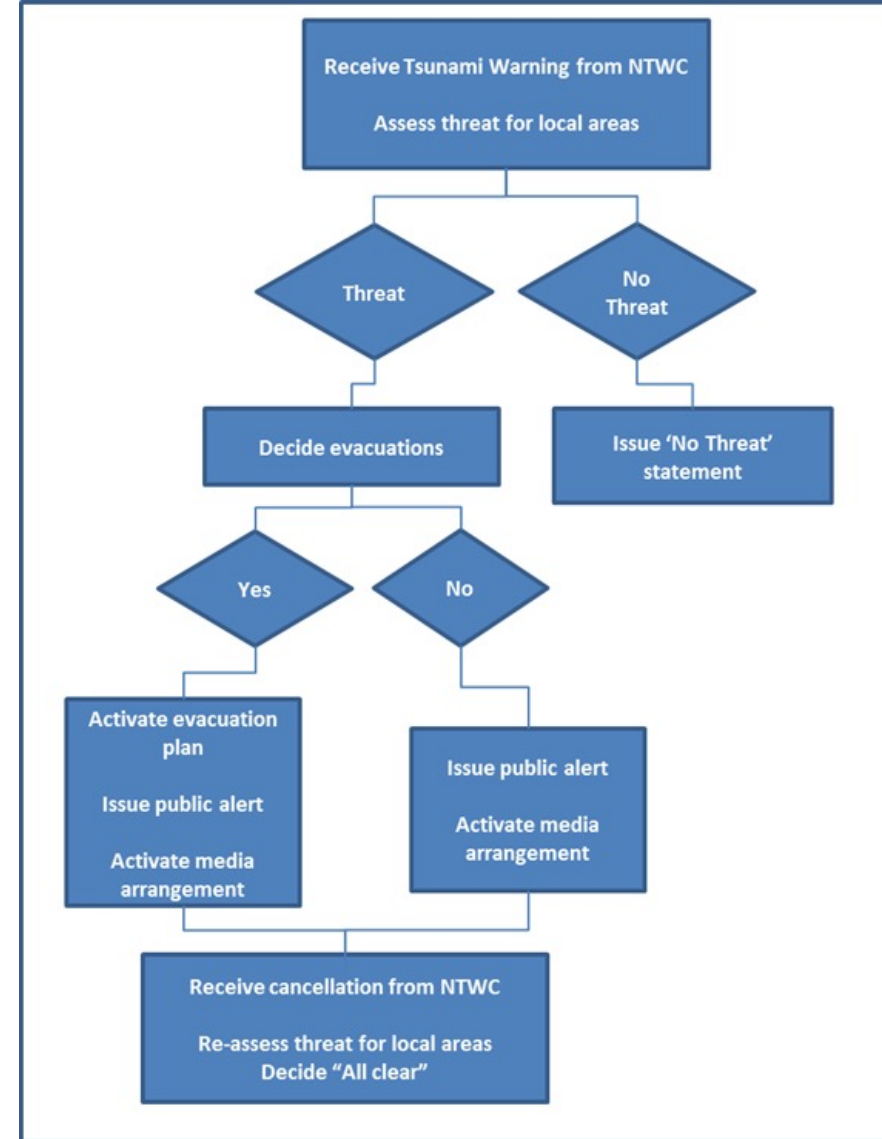 Receive Tsunami Warning from NTWC
Assess threat for local areas
Threat
No
Threat
Decide evacuations
Issue ‘No Threat’
statement
Yes
No
Activate evacuation
plan
Issue public alert
Activate media
arrangement
Issue public alert
Activate media
arrangement
Receive cancellation from NTWC
Re-assess threat for local areas
Decide “All clear”